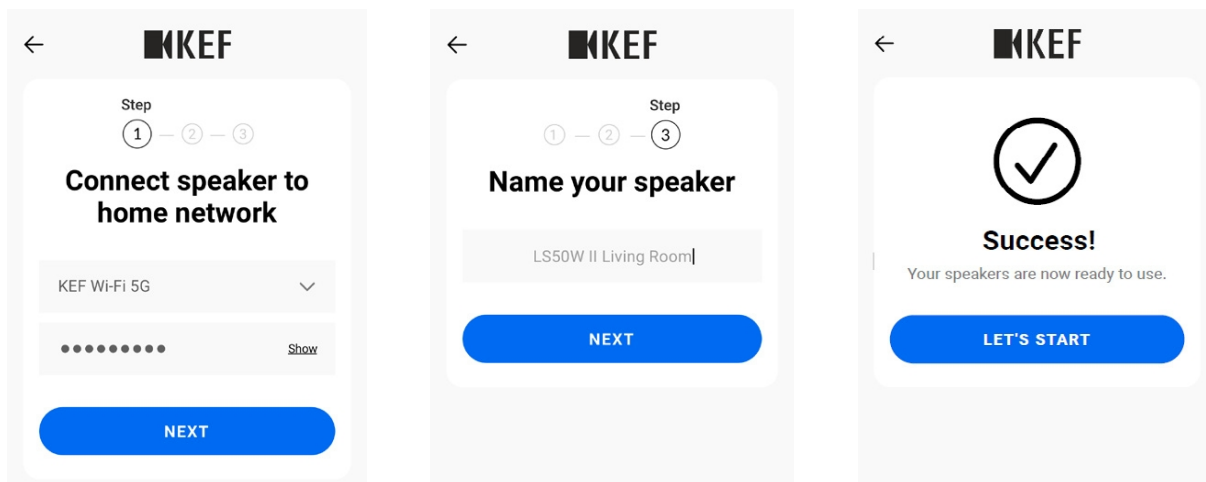 KEF
Step
1 2 3
Connect speaker to
home network
KEF Wi-Fi 5G
Show
NEXT
KEF
Step
1 2 3
Name your speaker
LS50W II Living Room
NEXT
KEF
Success!
Your speakers are now ready to use.
LET'S START